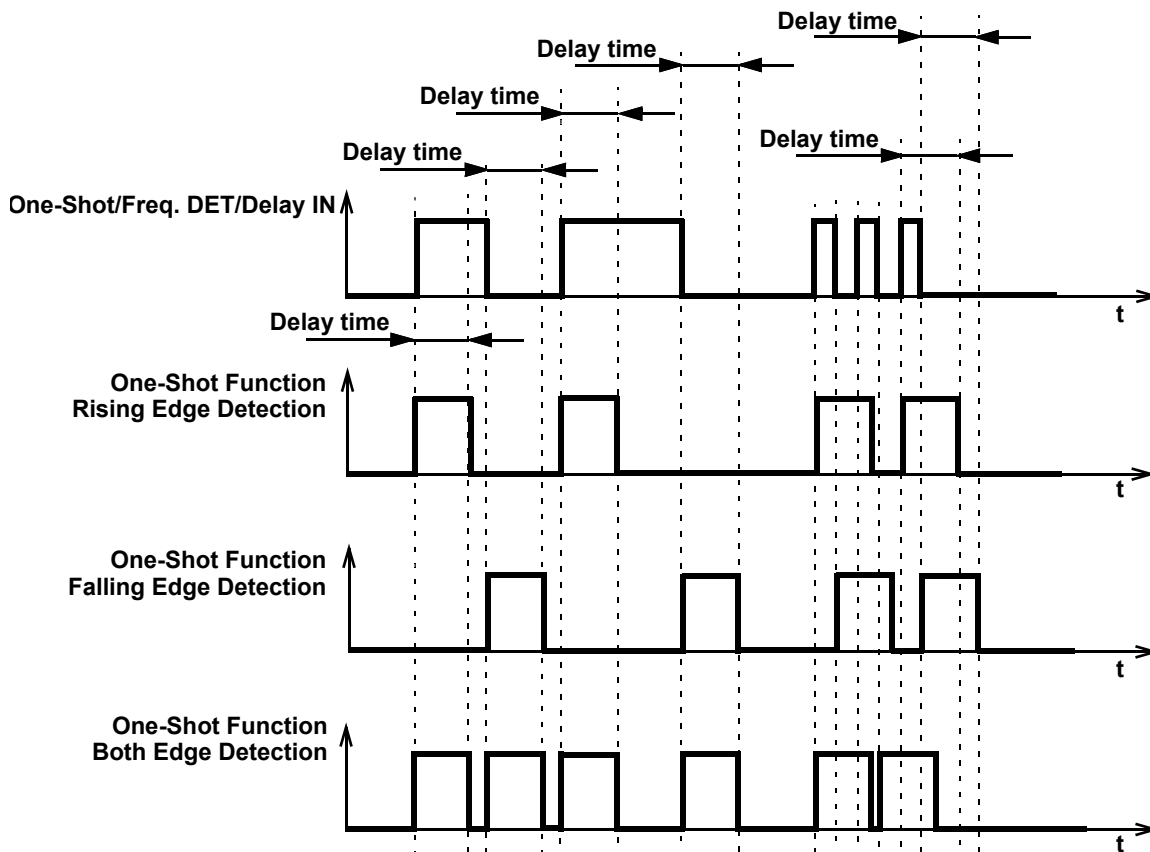 Delay time
Delay time
Delay time
Delay time
Delay time
One-Shot/Freq. DET/Delay IN
t
Delay time
One-Shot Function
Rising Edge Detection
t
One-Shot Function
Falling Edge Detection
t
One-Shot Function
Both Edge Detection
t